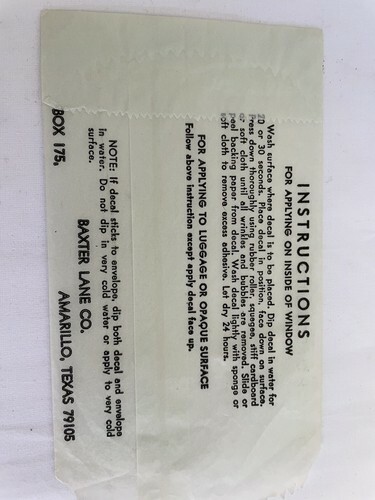 INSTRUCTIONS
FOR APPLYING ON INSIDE OF WINDOW
Wash surface where decal is to be placed. Dip decal in water for
20 or 30 seconds. Place decal in position, face down on surface.
Press down thoroughly using rubber roller, squegee, stiff cardboard
or soft cloth until all wrinkles and bubbles are removed. Slide or
peel backing paper from decal. Wash decal lightly with sponge or
soft cloth to remove excess adhesive. Let dry 24 hours.
FOR APPLYING TO LUGGAGE OR OPAQUE SURFACE
Follow above instruction except apply decal face up.
NOTE: If decal sticks to envelope, dip both decal and envelope
in water. Do not dip in very cold water or apply to very cold
surface.
BAXTER LANE CO.
BOX 175, AMARILLO, TEXAS 79105